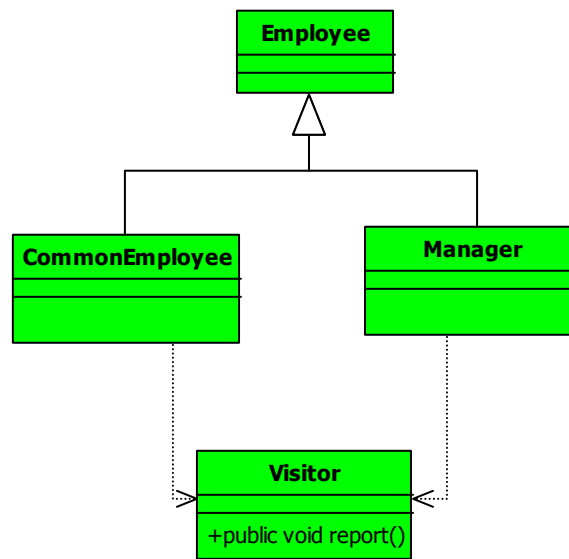 Employee
CommonEmployee
Manager
Visitor
+public void report()